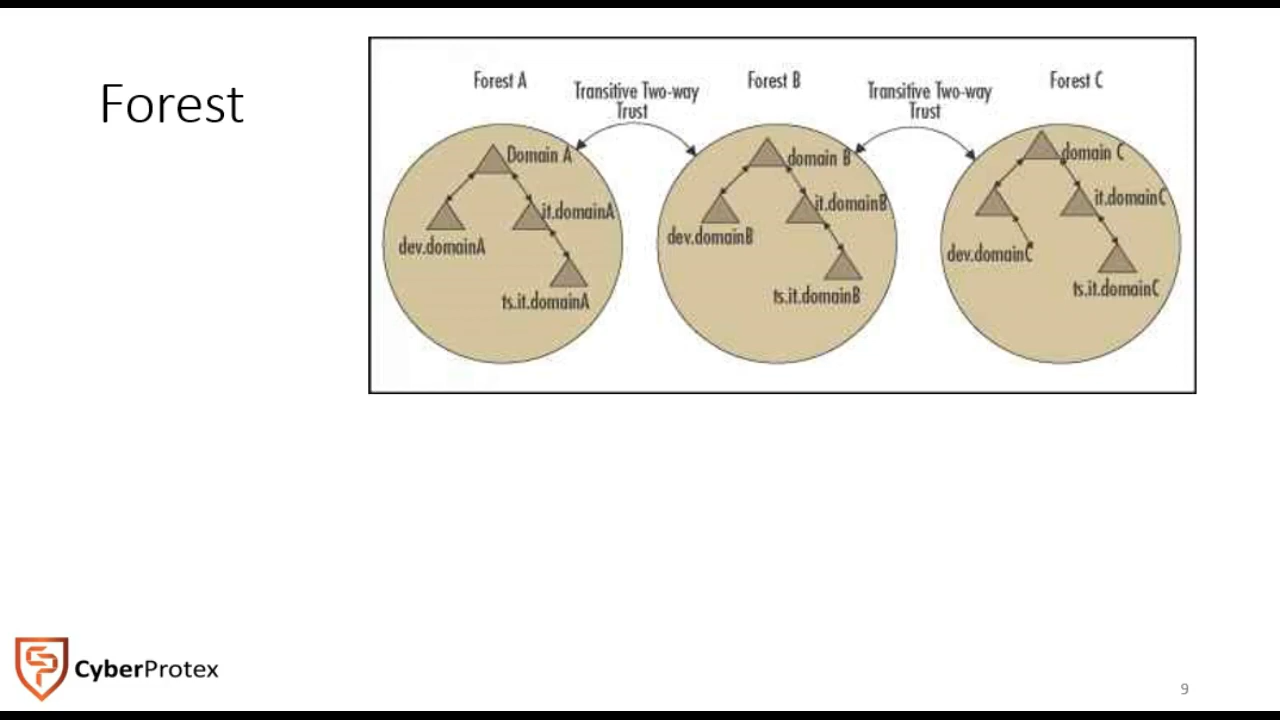 Forest
Forest A
Transitive Two-way
Trust
Forest B
Transitive Two-way
Trust
Forest C
Domain A
it.domainA
dev.domainA
ts.it.domainA
domain B
it.domainB
dev.domainB
ts.it.domainB
domain C
it.domainC
dev.domainC
ts.it.domainC
CyberProtex
9